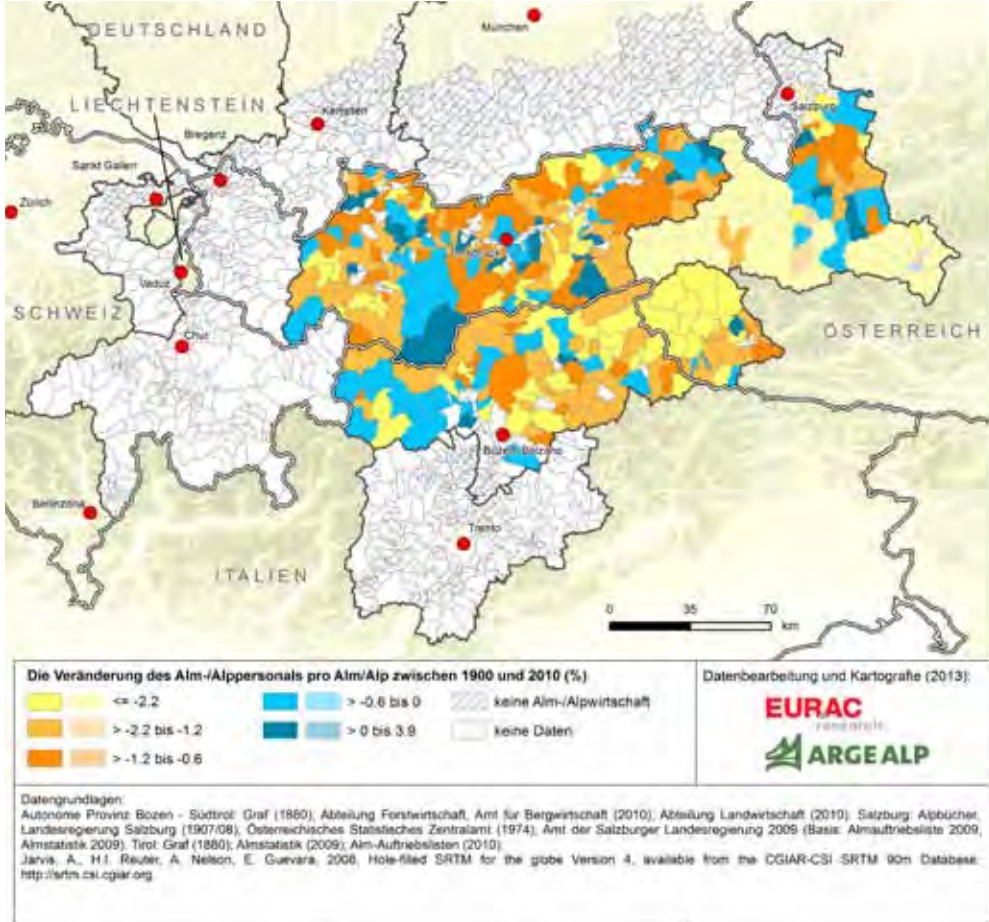 DEUTSCHLAND
München
LIECHTENSTEIN
Kempten
Salzburg
Bregenz
Sankt Gallen
Zürich
Innsbruck
Vaduz
SCHWEIZ
Chur
ÖSTERREICH
Bozen-Bolzano
Bellinzona
Trento
ITALIEN
0 35 70
km
Die Veränderung des Alm-/Alppersonals pro Alm/Alp zwischen 1900 und 2010 (%)
<= -2.2
> -2.2 bis -1.2
> -1.2 bis -0.6
> -0.6 bis 0
> 0 bis 3.9
keine Alm-/Alpwirtschaft
keine Daten
Datenbearbeitung und Kartografie (2013):
EURAC
research
ARGE ALP
Datengrundlagen:
Autonome Provinz Bozen - Südtirol: Graf (1880); Abteilung Forstwirtschaft, Amt für Bergwirtschaft (2010); Abteilung Landwirtschaft (2010). Salzburg: Alpbücher,
Landesregierung Salzburg (1907/08); Österreichisches Statistisches Zentralamt (1974); Amt der Salzburger Landesregierung 2009 (Basis: Almauftriebsliste 2009,
Almstatistik 2009). Tirol: Graf (1880); Almstatistik (2009); Alm-Auftriebslisten (2010).
Jarvis, A., H.I. Reuter, A. Nelson, E. Guevara, 2008, Hole-filled SRTM for the globe Version 4, available from the CGIAR-CSI SRTM 90m Database:
http://srtm.csi.cgiar.org.